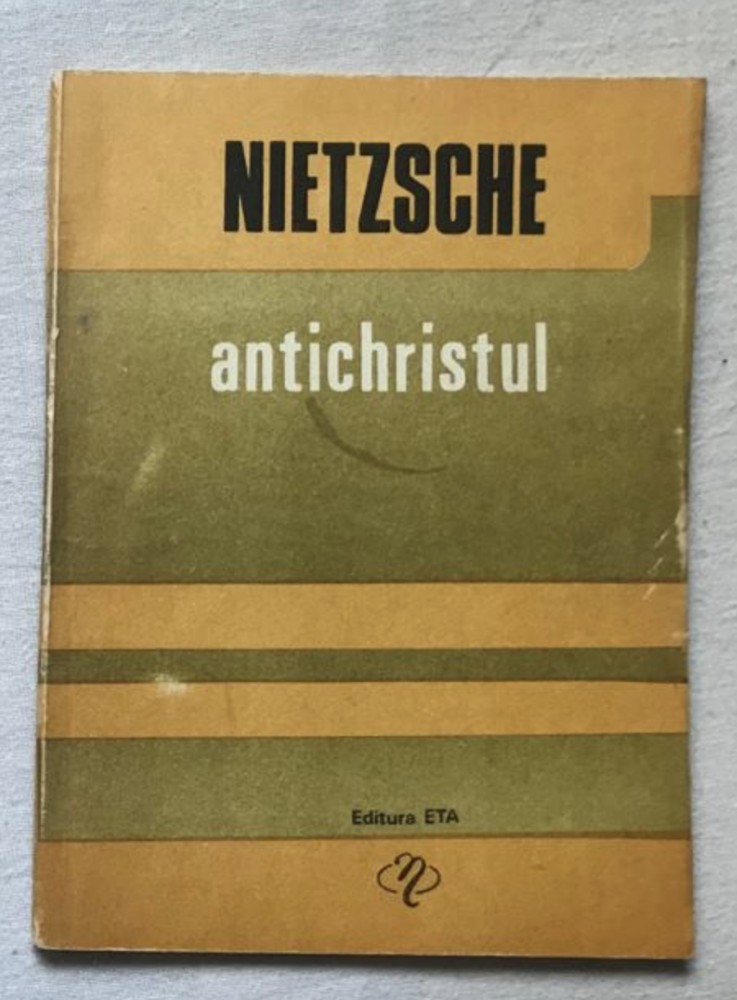 NIETZSCHE
antichristul
Editura ETA
η